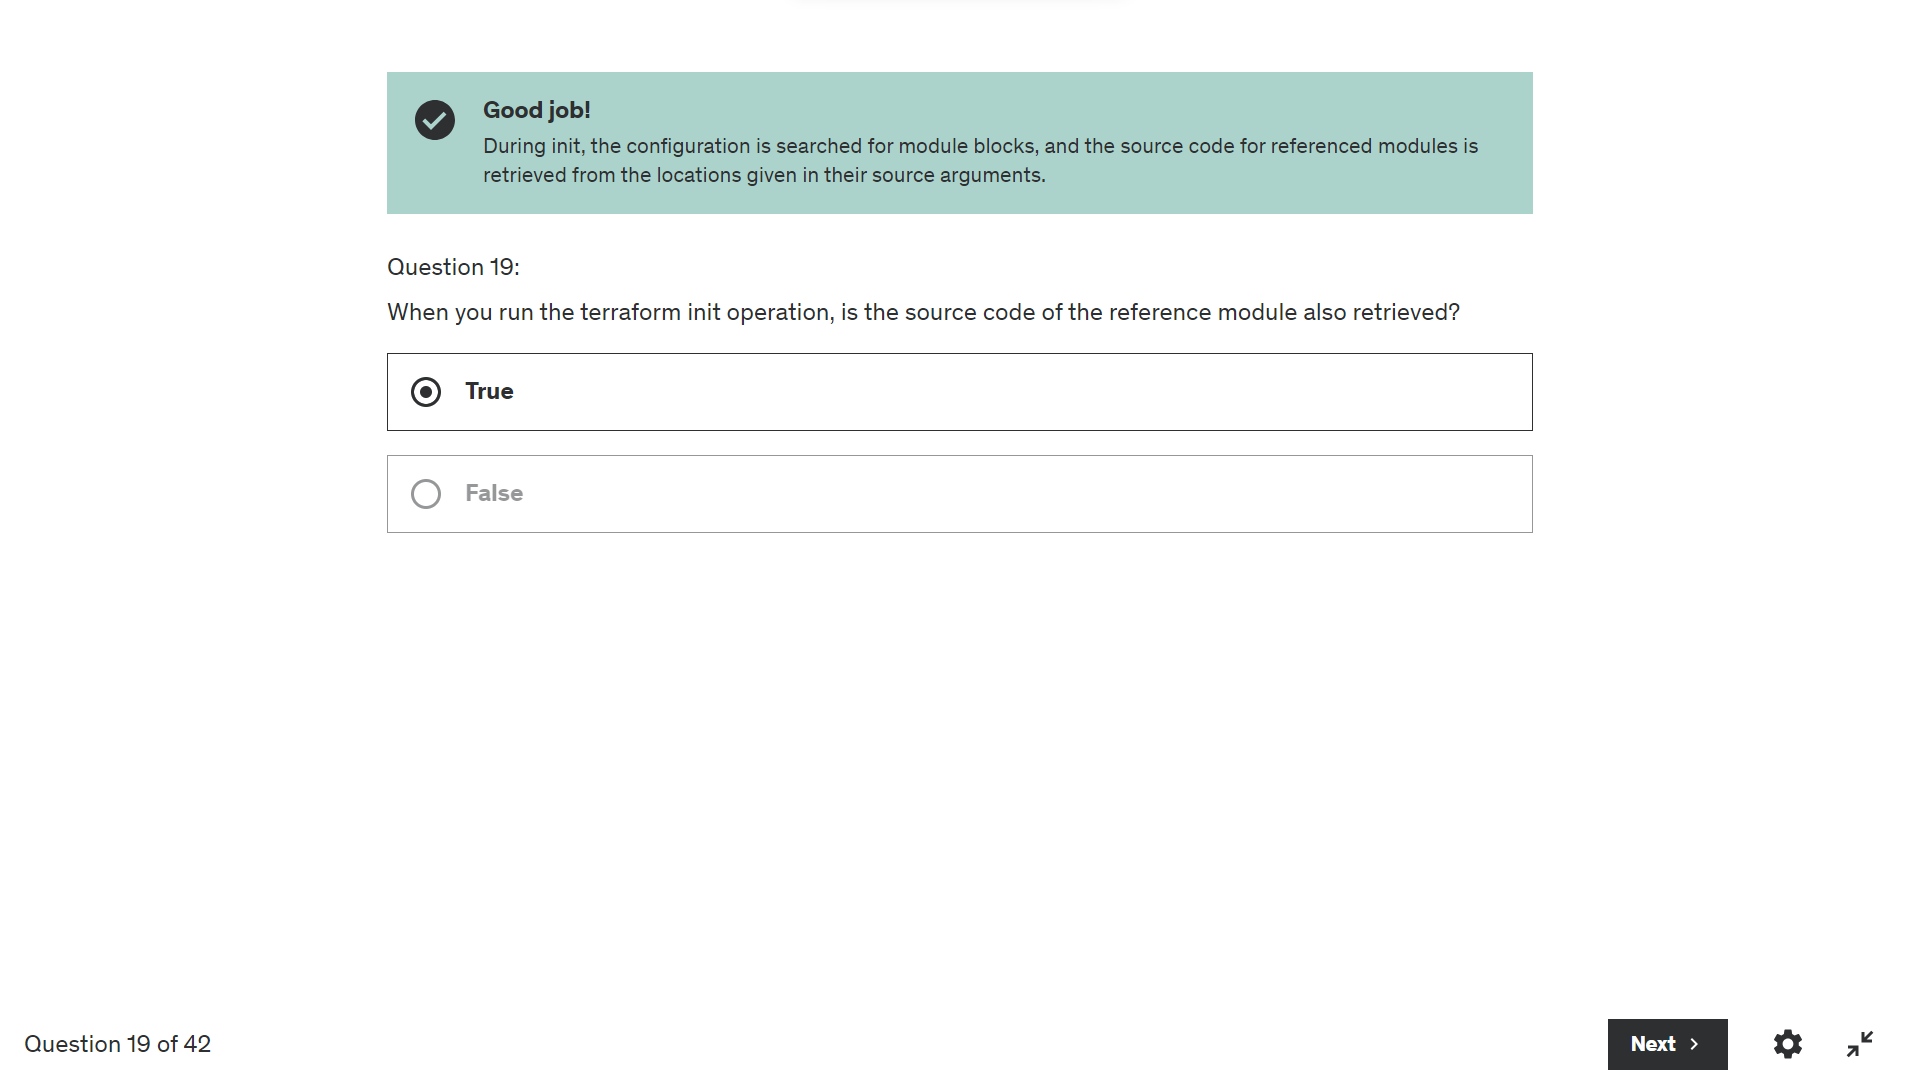 Good job!
During init, the configuration is searched for module blocks, and the source code for referenced modules is
retrieved from the locations given in their source arguments.
Question 19:
When you run the terraform init operation, is the source code of the reference module also retrieved?
True
False
Question 19 of 42
Next